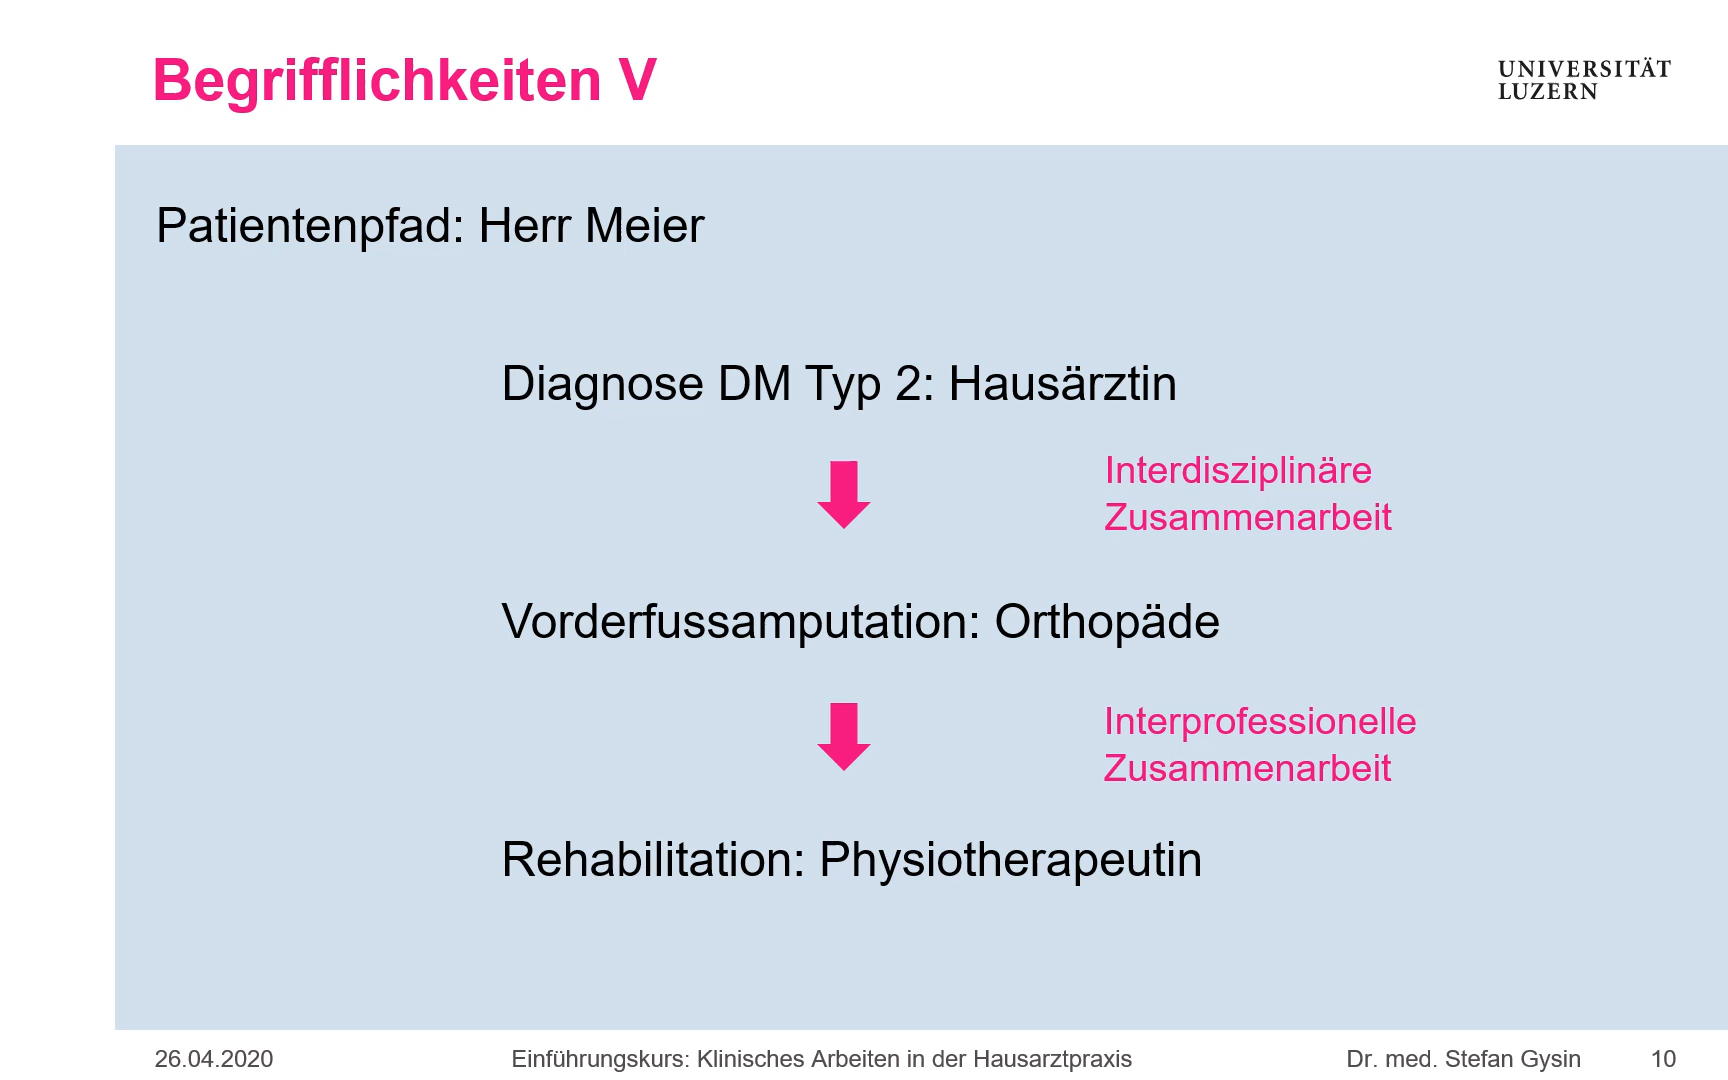 Begrifflichkeiten V
UNIVERSITÄT
LUZERN
Patientenpfad: Herr Meier
Diagnose DM Typ 2: Hausärztin
Interdisziplinäre
Zusammenarbeit
Vorderfussamputation: Orthopäde
Interprofessionelle
Zusammenarbeit
Rehabilitation: Physiotherapeutin
26.04.2020
Einführungskurs: Klinisches Arbeiten in der Hausarztpraxis
Dr. med. Stefan Gysin
10